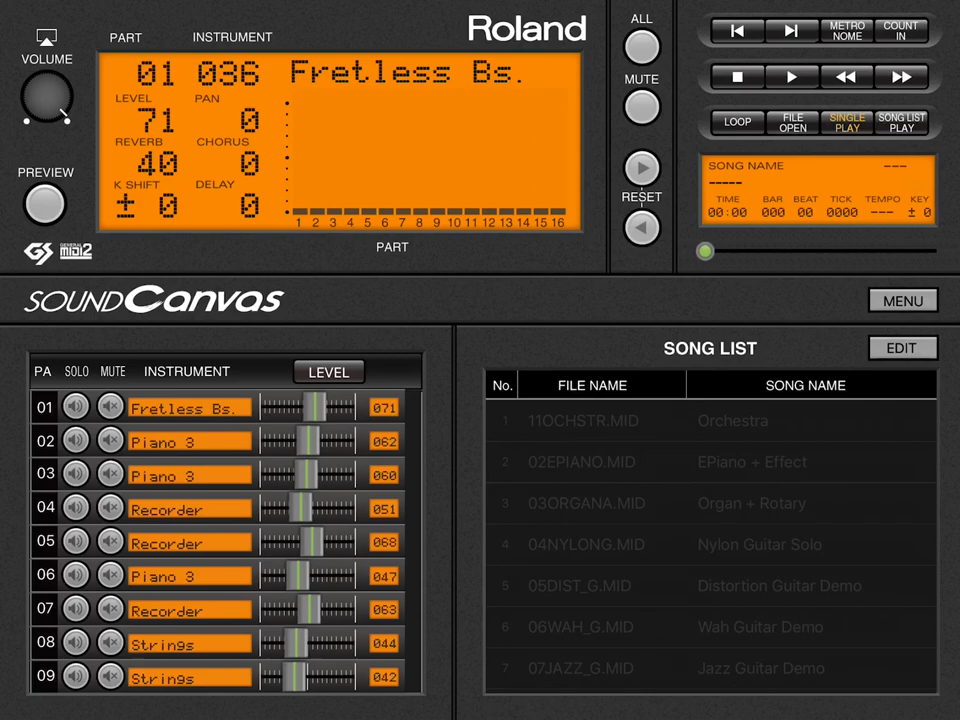 Roland
ALL
METRO
NOME
COUNT
IN
PART INSTRUMENT
VOLUME
01 036 Fretless Bs.
LEVEL PAN
71 0
REVERB CHORUS
40 0
K SHIFT DELAY
± 0 0
1 2 3 4 5 6 7 8 9 10 11 12 13 14 15 16
PART
PREVIEW
GS GENERAL MIDI2
MUTE
RESET
LOOP
FILE
OPEN
SINGLE
PLAY
SONG LIST
PLAY
SONG NAME ---
-----
TIME BAR BEAT TICK TEMPO KEY
00:00 000 00 0000 --- ± 0
SOUND Canvas
MENU
PA SOLO MUTE INSTRUMENT LEVEL
01 Fretless Bs. 071
02 Piano 3 062
03 Piano 3 060
04 Recorder 051
05 Recorder 068
06 Piano 3 047
07 Recorder 063
08 Strings 044
09 Strings 042
SONG LIST
EDIT
No. FILE NAME SONG NAME
1 11OCHSTR.MID Orchestra
2 02EPIANO.MID EPiano + Effect
3 03ORGANA.MID Organ + Rotary
4 04NYLONG.MID Nylon Guitar Solo
5 05DIST_G.MID Distortion Guitar Demo
6 06WAH_G.MID Wah Guitar Demo
7 07JAZZ_G.MID Jazz Guitar Demo